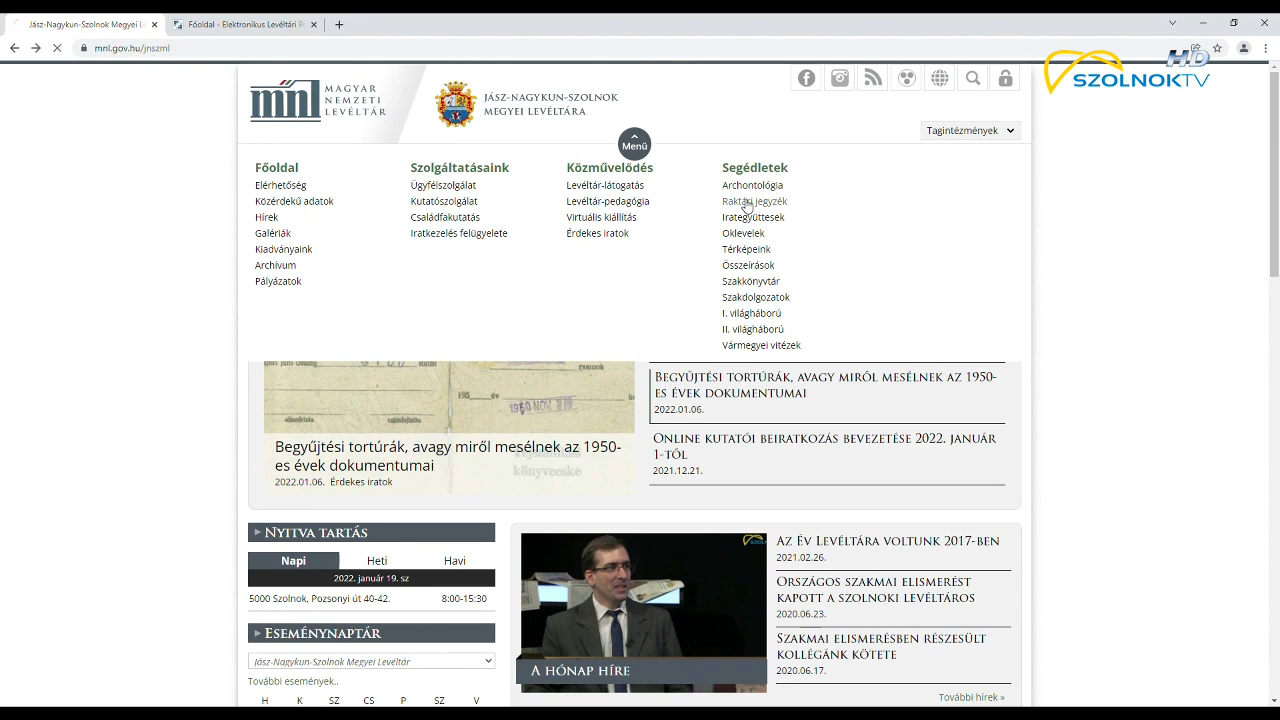 Jász-Nagykun-Szolnok Megyei L
Főoldal - Elektronikus Levéltári P
mnl.gov.hu/jnszml
HD
SZOLNOKTV
mnl
MAGYAR
NEMZETI
LEVÉLTÁR
JÁSZ-NAGYKUN-SZOLNOK
MEGYEI LEVÉLTÁRA
Tagintézmények
Menü
Főoldal
Elérhetőség
Közérdekű adatok
Hírek
Galériák
Kiadványaink
Archívum
Pályázatok
Szolgáltatásaink
Ügyfélszolgálat
Kutatószolgálat
Családfakutatás
Iratkezelés felügyelete
Közművelődés
Levéltár-látogatás
Levéltár-pedagógia
Virtuális kiállítás
Érdekes iratok
Segédletek
Archontológia
Raktári jegyzék
Irategyüttesek
Oklevelek
Térképeink
Összeírások
Szakkönyvtár
Szakdolgozatok
I. világháború
II. világháború
Vármegyei vitézek
1950 NOV
Begyűjtési tortúrák, avagy miről mesélnek az 1950-
es évek dokumentumai
2022.01.06. Érdekes iratok
könyvecske
Begyűjtési tortúrák, avagy miről mesélnek az 1950-
es évek dokumentumai
2022.01.06.
Online kutatói beiratkozás bevezetése 2022. január
1-től
2021.12.21.
Nyitva tartás
Napi Heti Havi
2022. január 19. sz
5000 Szolnok, Pozsonyi út 40-42. 8:00-15:30
Eseménynaptár
Jász-Nagykun-Szolnok Megyei Levéltár
További események..
H K SZ CS P SZ V
SZOLNOK
A hónap híre
Az Év Levéltára voltunk 2017-ben
2021.02.26.
Országos szakmai elismerést
kapott a szolnoki levéltáros
2020.06.23.
Szakmai elismerésben részesült
kollégánk kötete
2020.06.17.
További hírek »